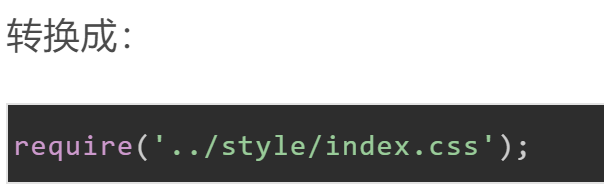 转换成：
require('../style/index.css');